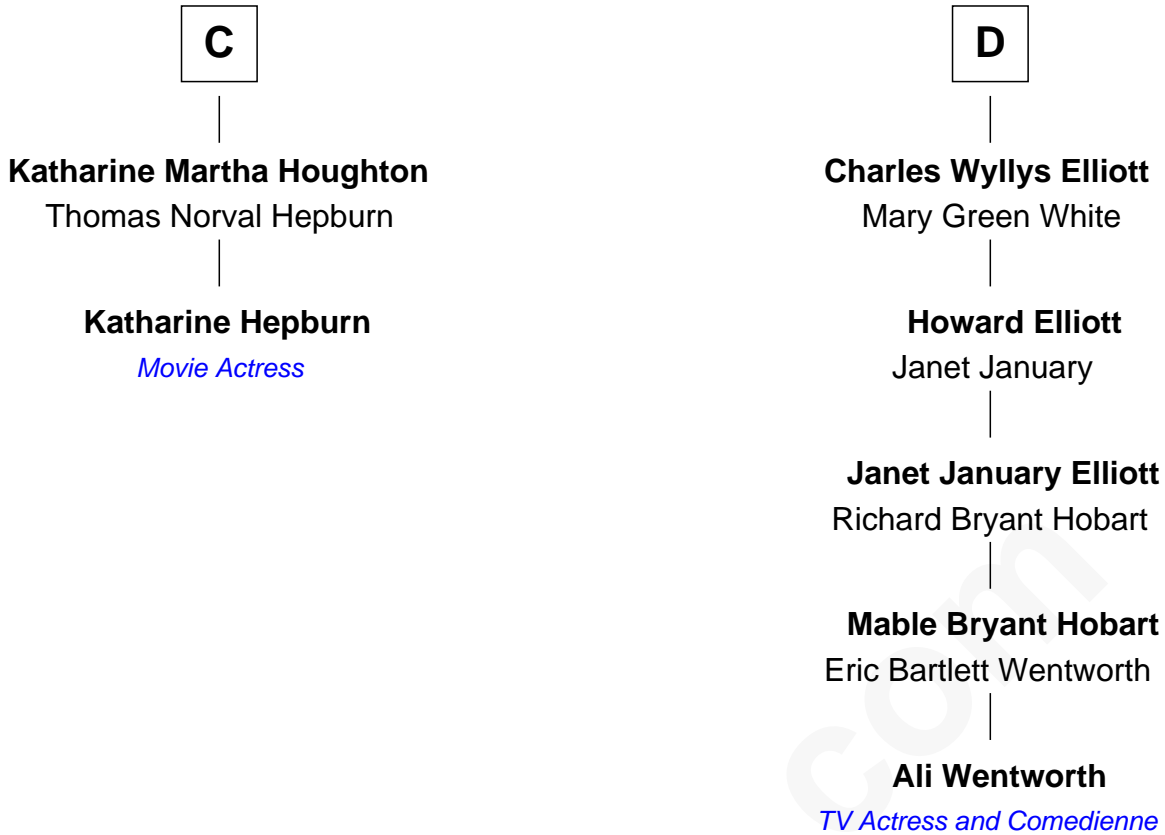 C
Katharine Martha Houghton
Thomas Norval Hepburn
Katharine Hepburn
Movie Actress
D
Charles Wyllys Elliott
Mary Green White
Howard Elliott
Janet January
Janet January Elliott
Richard Bryant Hobart
Mable Bryant Hobart
Eric Bartlett Wentworth
Ali Wentworth
TV Actress and Comedienne
com